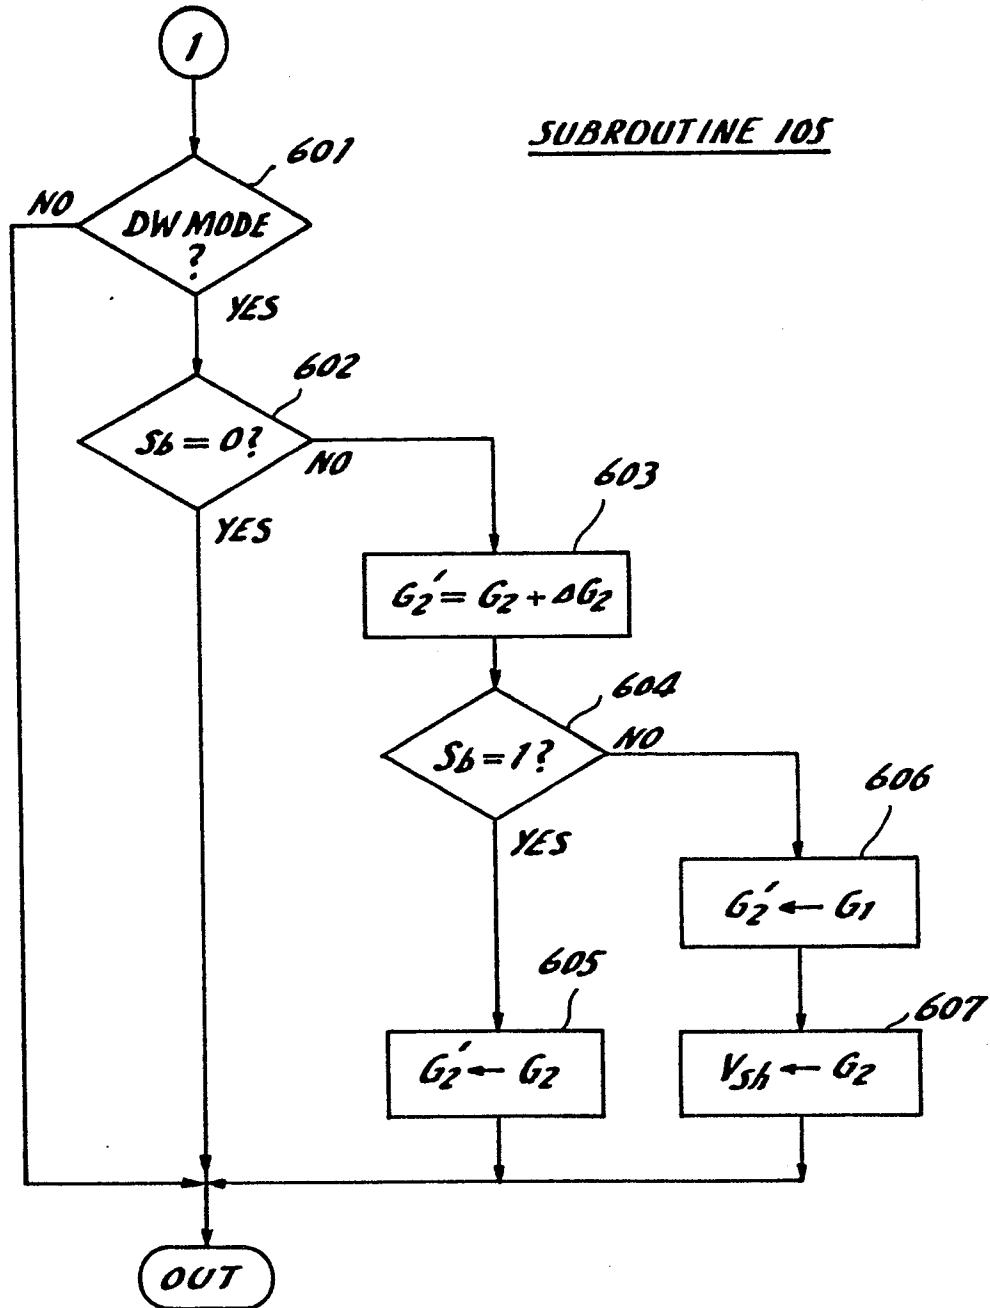 1
SUBROUTINE 105
601
NO
DW MODE
?
YES
602
Sb = 0?
NO
YES
603
G2' = G2 + ΔG2
604
Sb = 1?
NO
YES
606
G2' ← G1
605
G2' ← G2
607
Vsh ← G2
OUT